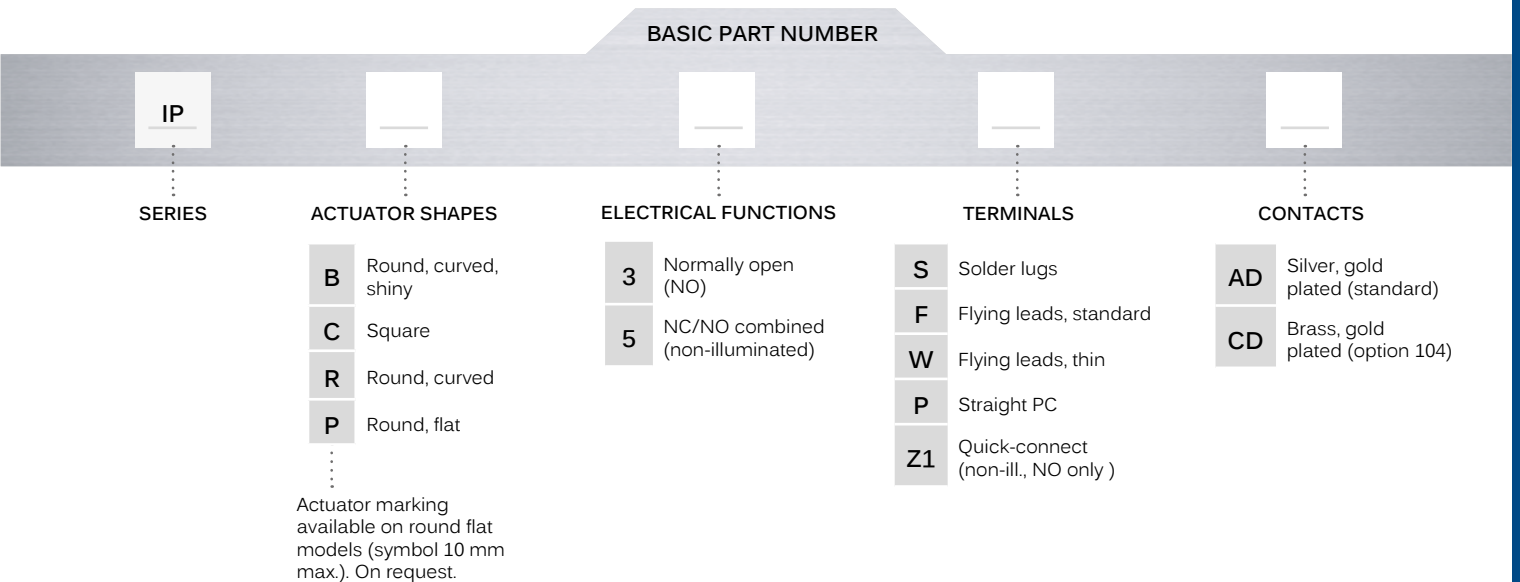 BASIC PART NUMBER
IP
SERIES
ACTUATOR SHAPES
B
Round, curved,
shiny
C
Square
R
Round, curved
P
Round, flat
Actuator marking
available on round flat
models (symbol 10 mm
max.). On request.
ELECTRICAL FUNCTIONS
3
Normally open
(NO)
5
NC/NO combined
(non-illuminated)
TERMINALS
S
Solder lugs
F
Flying leads, standard
W
Flying leads, thin
P
Straight PC
Z1
Quick-connect
(non-ill., NO only )
CONTACTS
AD
Silver, gold
plated (standard)
CD
Brass, gold
plated (option 104)